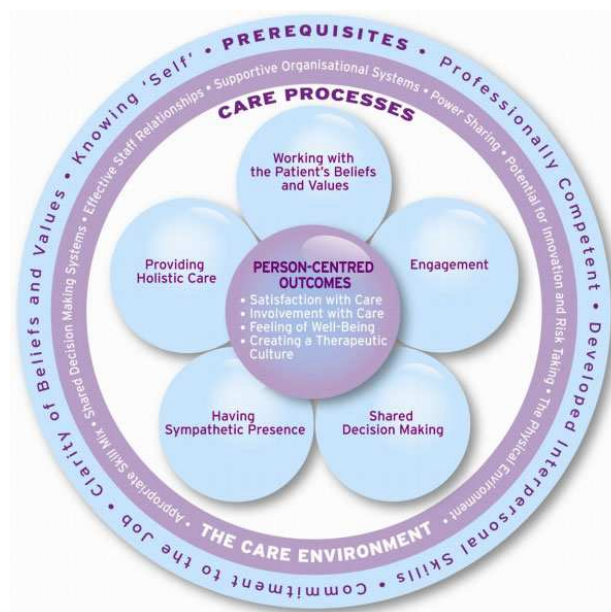 PREREQUISITES • Professionally Competent • Developed Interpersonal Skills • Commitment to the Job • Clarity of Beliefs and Values • Knowing ‘Self’ •
THE CARE ENVIRONMENT • Appropriate Skill Mix • Shared Decision Making Systems • Effective Staff Relationships • Supportive Organisational Systems • Power Sharing • Potential for Innovation and Risk Taking • The Physical Environment •
CARE PROCESSES
Working with
the Patient's Beliefs
and Values
Providing
Holistic Care
Engagement
PERSON-CENTRED
OUTCOMES
• Satisfaction with Care
• Involvement with Care
• Feeling of Well-Being
• Creating a Therapeutic
Culture
Having
Sympathetic Presence
Shared
Decision Making